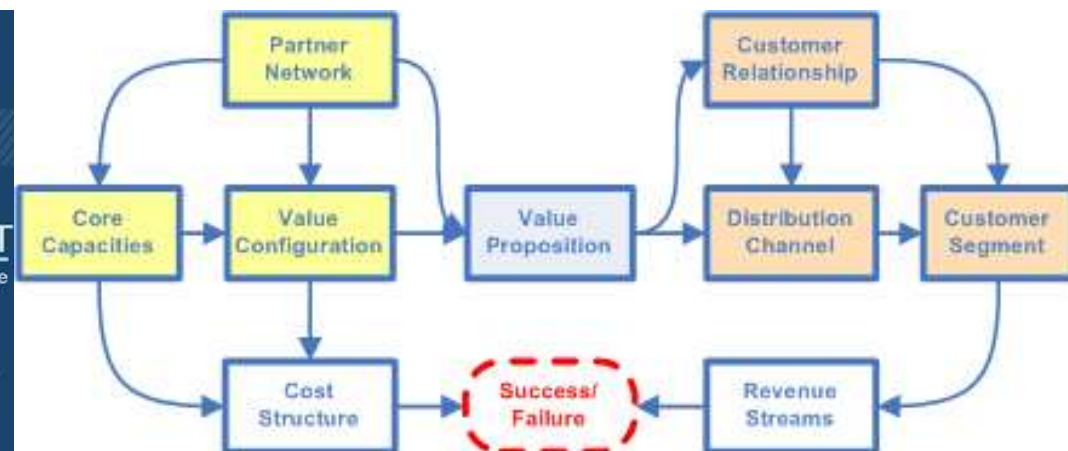 Partner
Network
Customer
Relationship
Core
Capacities
Value
Configuration
Value
Proposition
Distribution
Channel
Customer
Segment
Cost
Structure
Success/
Failure
Revenue
Streams